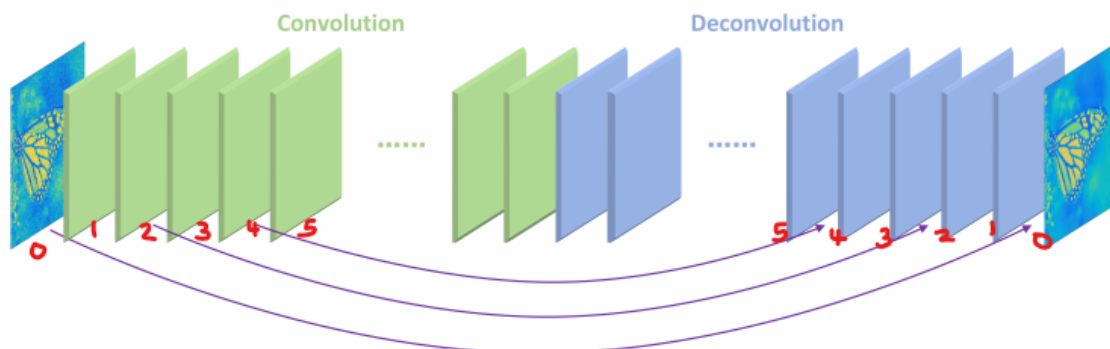 Convolution Deconvolution
...... ......
1 2 3 4 5 5 4 3 2 1
0 0